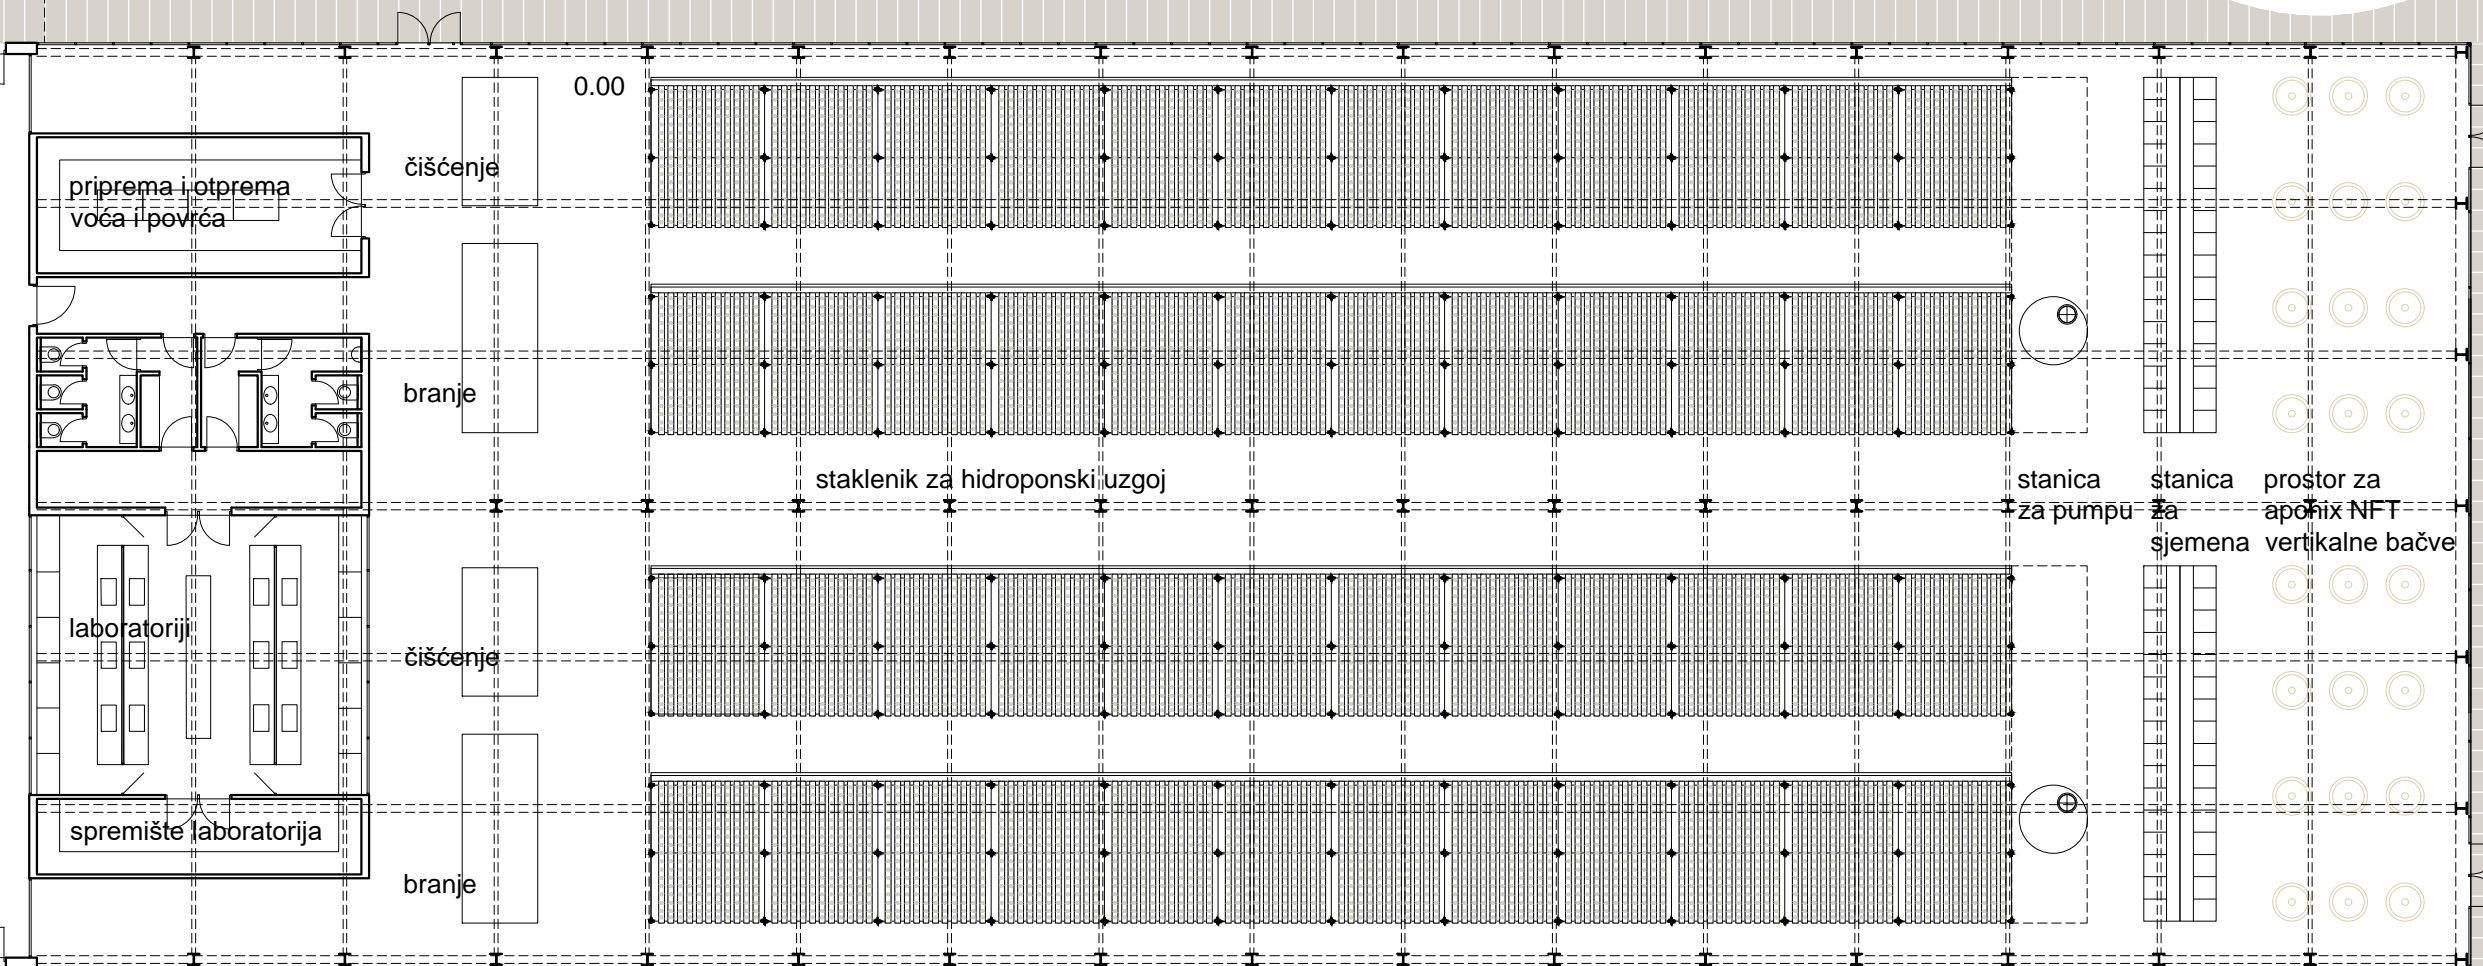 0.00
čišćenje
priprema i otprema
voća i povrća
branje
staklenik za hidroponski uzgoj
stanica
za pumpu
stanica
za
sjemena
prostor za
aponix NFT
vertikalne bačve
laboratoriji
čišćenje
spremište laboratorija
branje